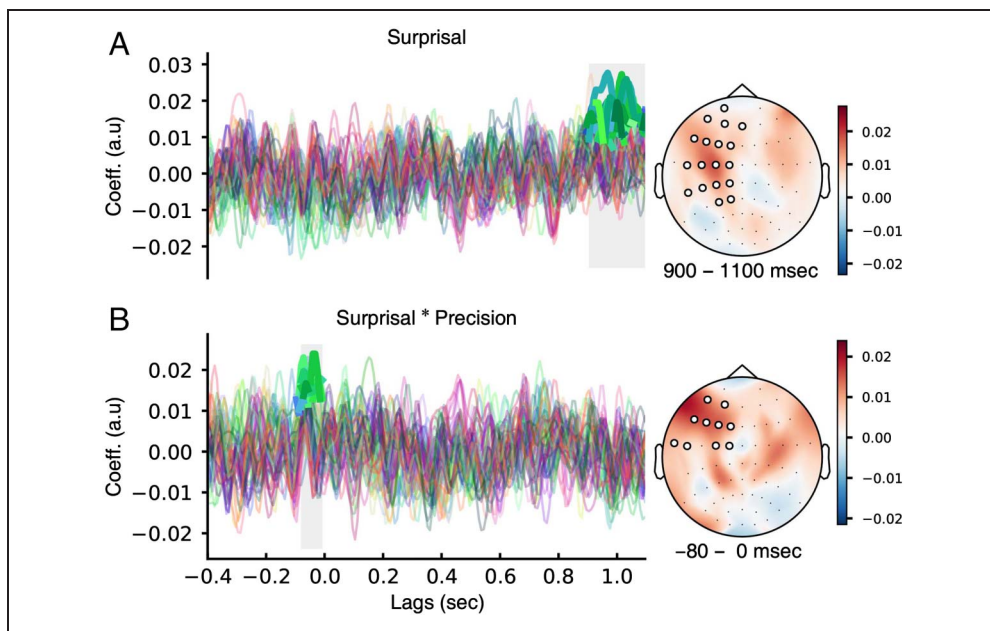 A
Surprisal
Coeff. (a.u)
0.03
0.02
0.01
0.00
−0.01
−0.02
0.02
0.01
0.00
−0.01
−0.02
900 – 1100 msec
B
Surprisal * Precision
Coeff. (a.u)
0.02
0.01
0.00
−0.01
−0.02
−0.4 −0.2 0.0 0.2 0.4 0.6 0.8 1.0
Lags (sec)
0.02
0.01
0.00
−0.01
−0.02
−80 – 0 msec